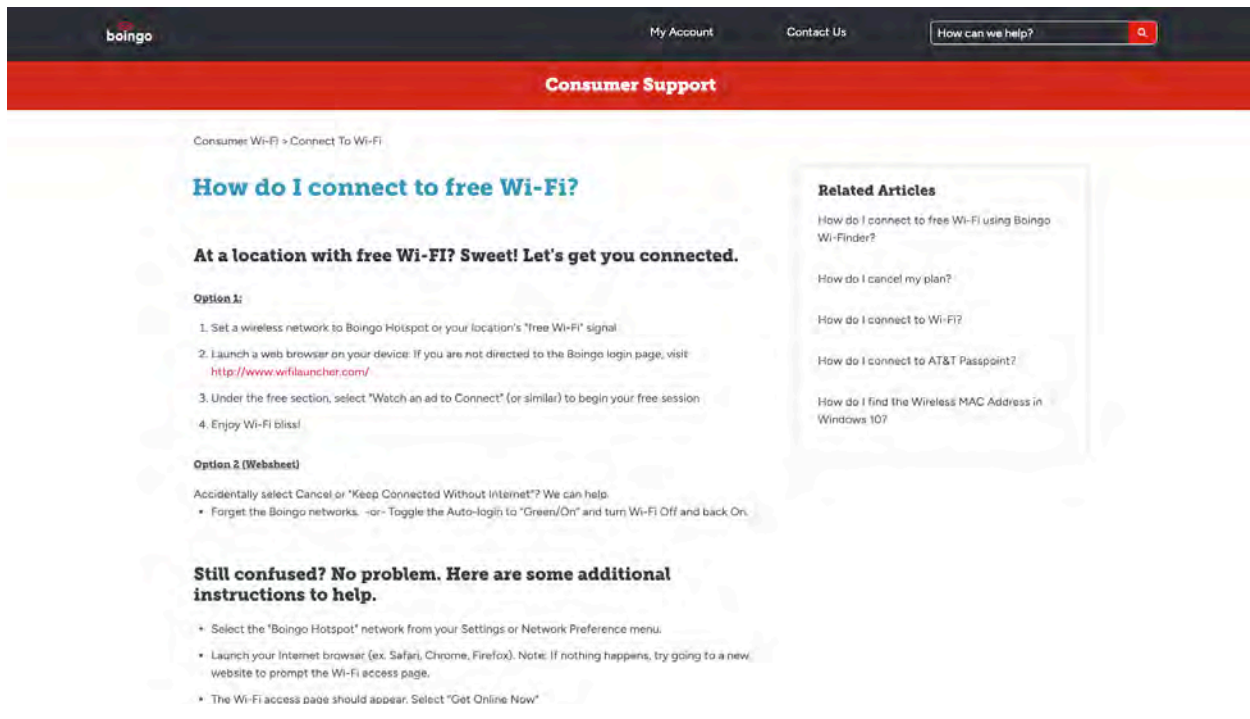 boingo
My Account
Contact Us
How can we help?
Consumer Support
Consumer Wi-Fi > Connect To Wi-Fi
How do I connect to free Wi-Fi?
At a location with free Wi-FI? Sweet! Let's get you connected.
Option 1:
1. Set a wireless network to Boingo Hotspot or your location's "free Wi-Fi" signal
2. Launch a web browser on your device. If you are not directed to the Boingo login page, visit
http://www.wifilauncher.com/
3. Under the free section, select "Watch an ad to Connect" (or similar) to begin your free session
4. Enjoy Wi-Fi bliss!
Option 2 (Websheet)
Accidentally select Cancel or "Keep Connected Without Internet"? We can help.
• Forget the Boingo networks. -or- Toggle the Auto-login to "Green/On" and turn Wi-Fi Off and back On.
Still confused? No problem. Here are some additional
instructions to help.
• Select the "Boingo Hotspot" network from your Settings or Network Preference menu.
• Launch your Internet browser (ex. Safari, Chrome, Firefox). Note: If nothing happens, try going to a new
website to prompt the Wi-Fi access page.
• The Wi-Fi access page should appear. Select "Get Online Now"
Related Articles
How do I connect to free Wi-Fi using Boingo
Wi-Finder?
How do I cancel my plan?
How do I connect to Wi-Fi?
How do I connect to AT&T Passpoint?
How do I find the Wireless MAC Address in
Windows 10?